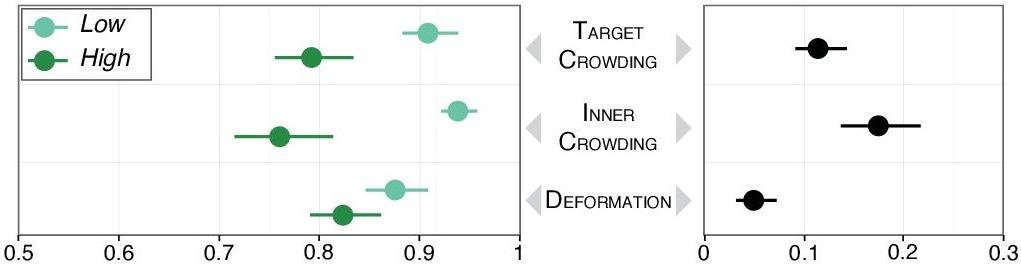 Low
High
TARGET
CROWDING
INNER
CROWDING
DEFORMATION
0.5 0.6 0.7 0.8 0.9 1 0 0.1 0.2 0.3